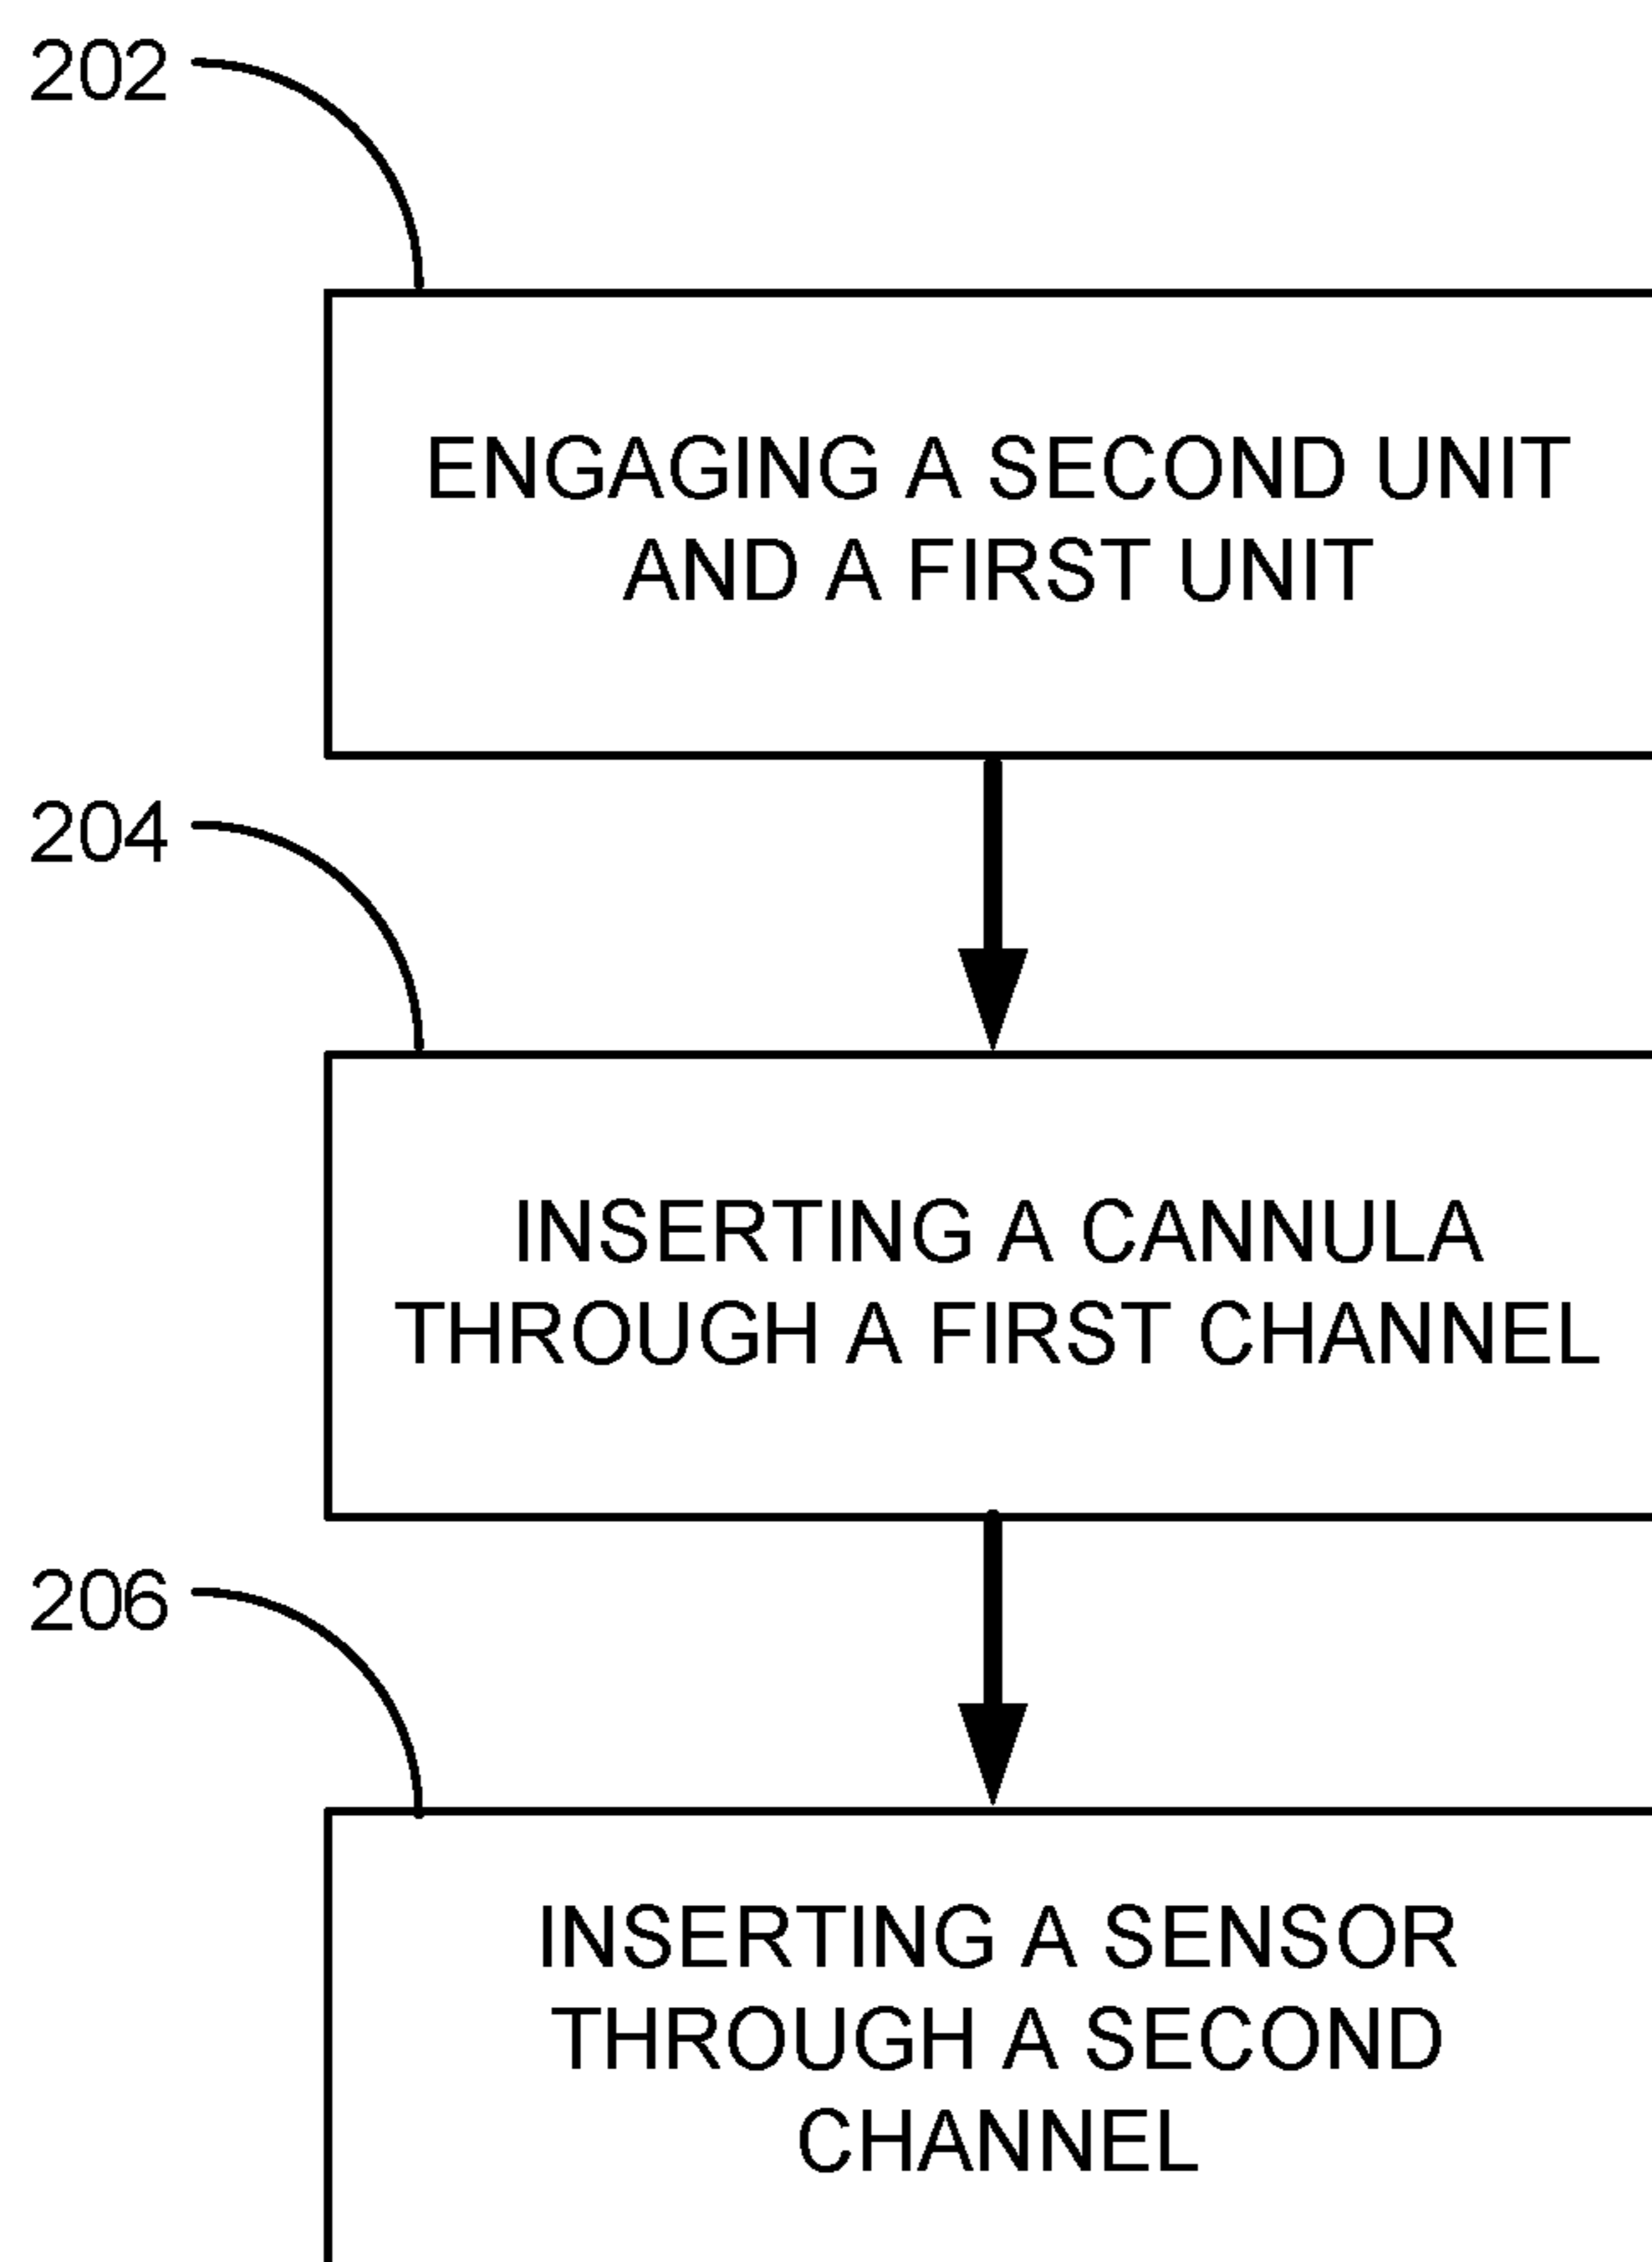 202
ENGAGING A SECOND UNIT
AND A FIRST UNIT
204
INSERTING A CANNULA
THROUGH A FIRST CHANNEL
206
INSERTING A SENSOR
THROUGH A SECOND
CHANNEL